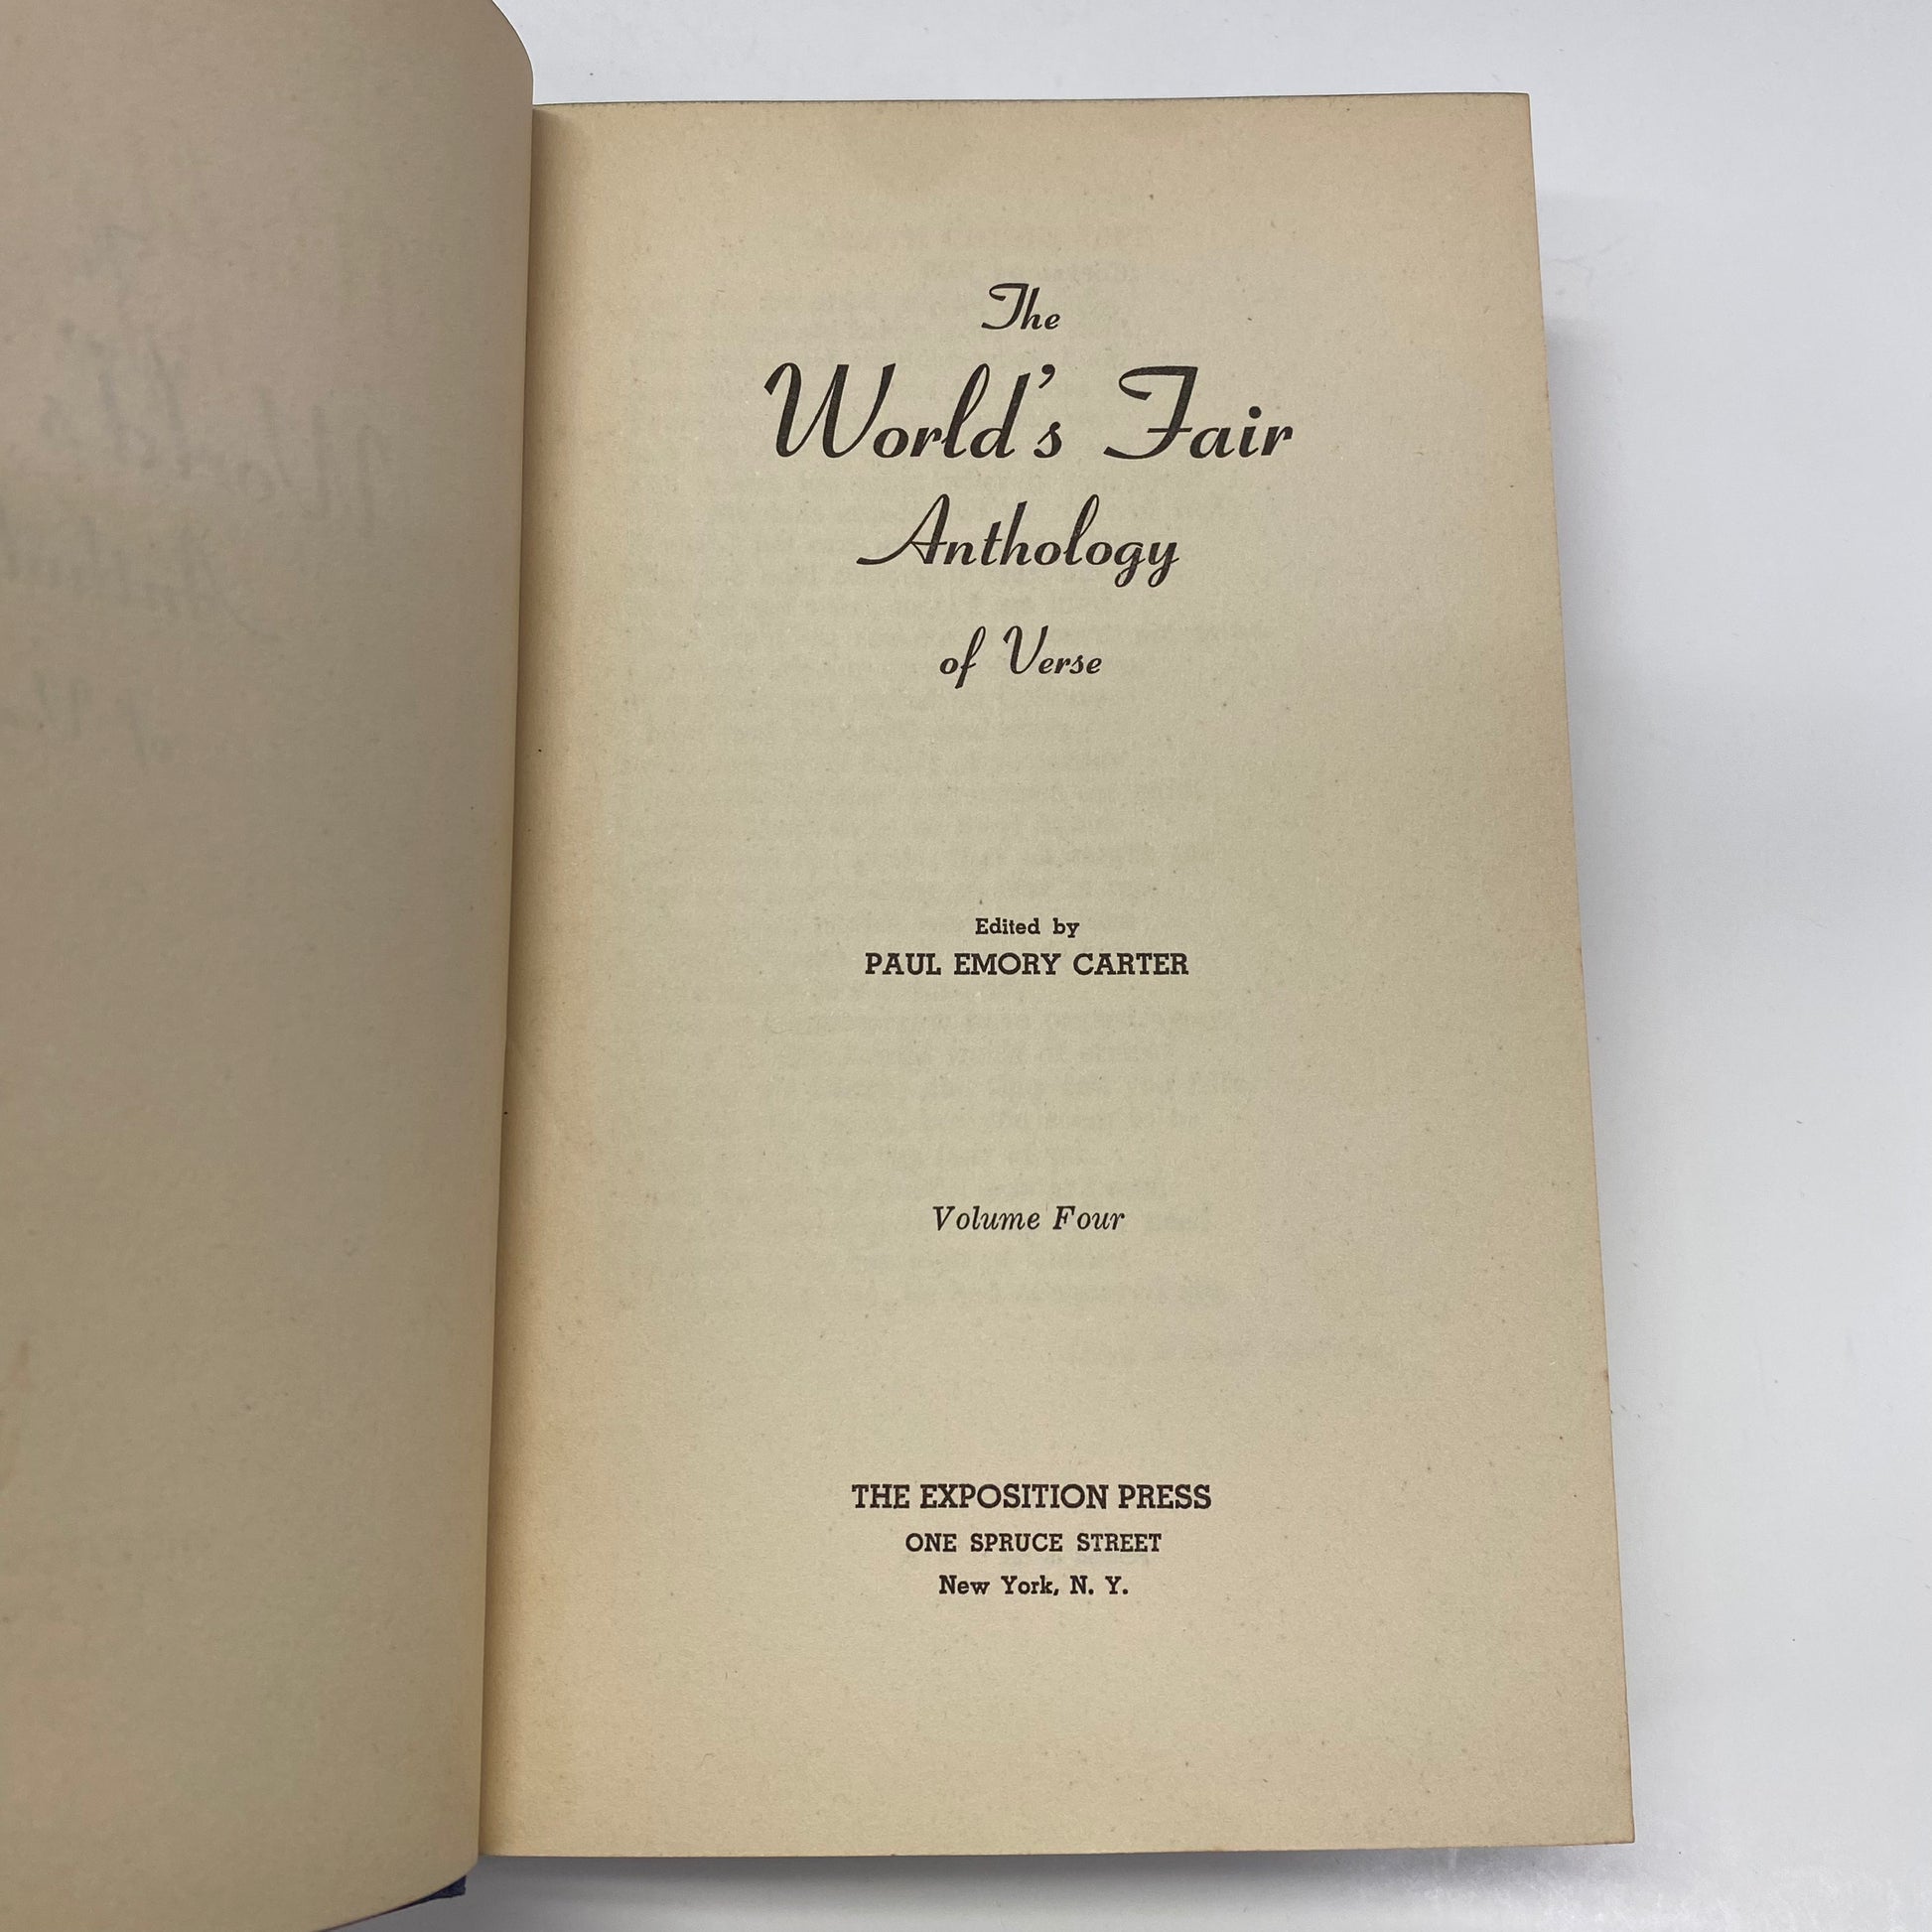 The
World's Fair
Anthology
of Verse
Edited by
PAUL EMORY CARTER
Volume Four
THE EXPOSITION PRESS
ONE SPRUCE STREET
New York, N. Y.